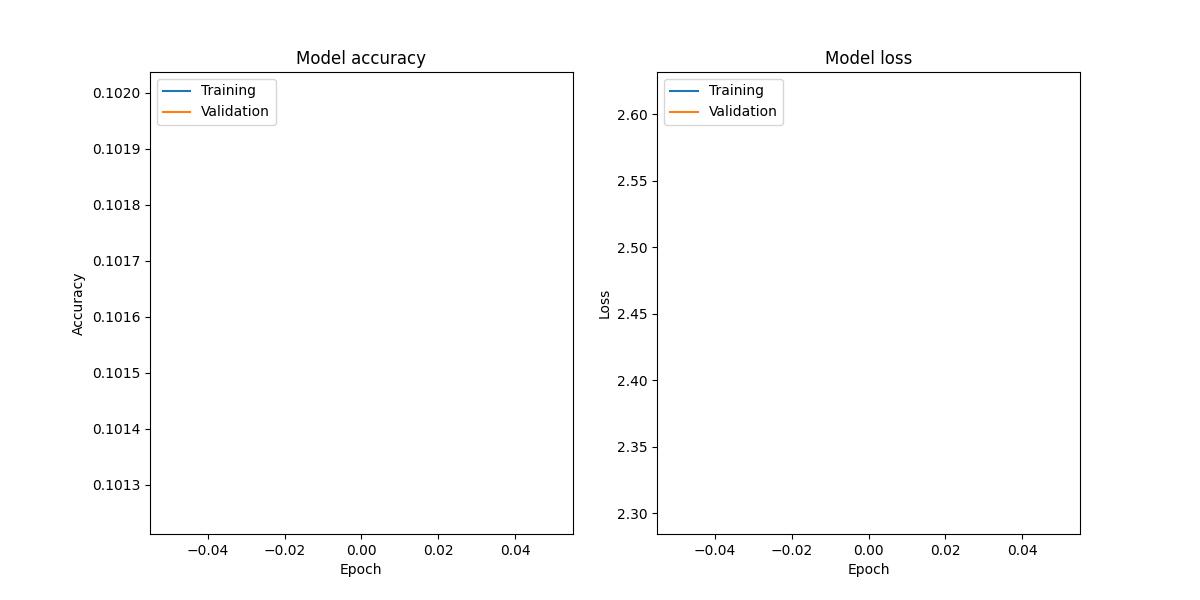 Model accuracy
Training
Validation
0.1020
0.1019
0.1018
0.1017
0.1016
0.1015
0.1014
0.1013
Accuracy
−0.04
−0.02
0.00
0.02
0.04
Epoch
Model loss
Training
Validation
2.60
2.55
2.50
2.45
2.40
2.35
2.30
Loss
−0.04
−0.02
0.00
0.02
0.04
Epoch